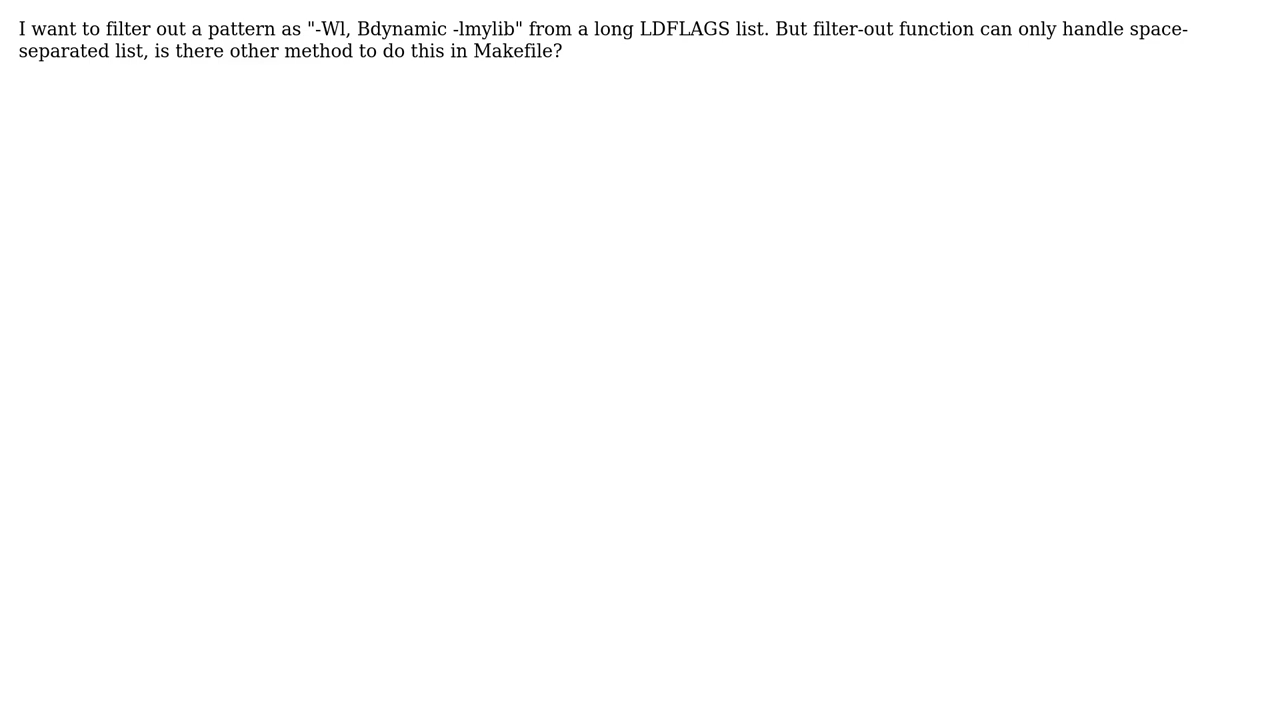 I want to filter out a pattern as "-Wl, Bdynamic -lmylib" from a long LDFLAGS list. But filter-out function can only handle space-
separated list, is there other method to do this in Makefile?